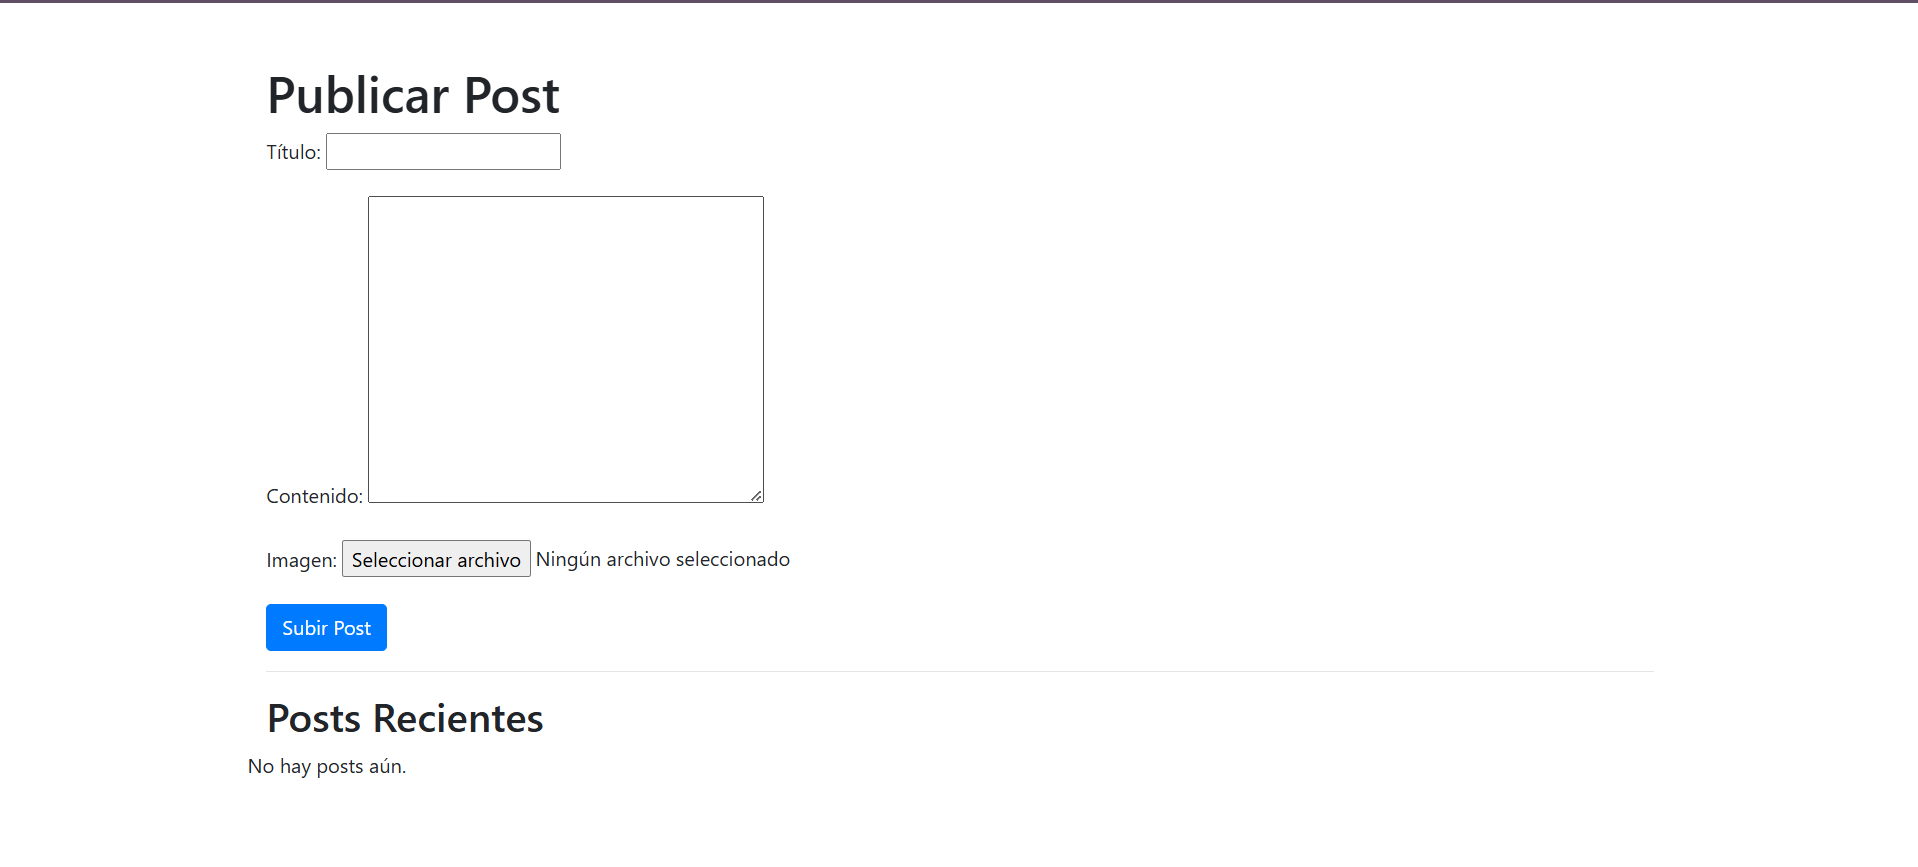 Publicar Post
Título:
Contenido:
Imagen: Seleccionar archivo Ningún archivo seleccionado
Subir Post
Posts Recientes
No hay posts aún.